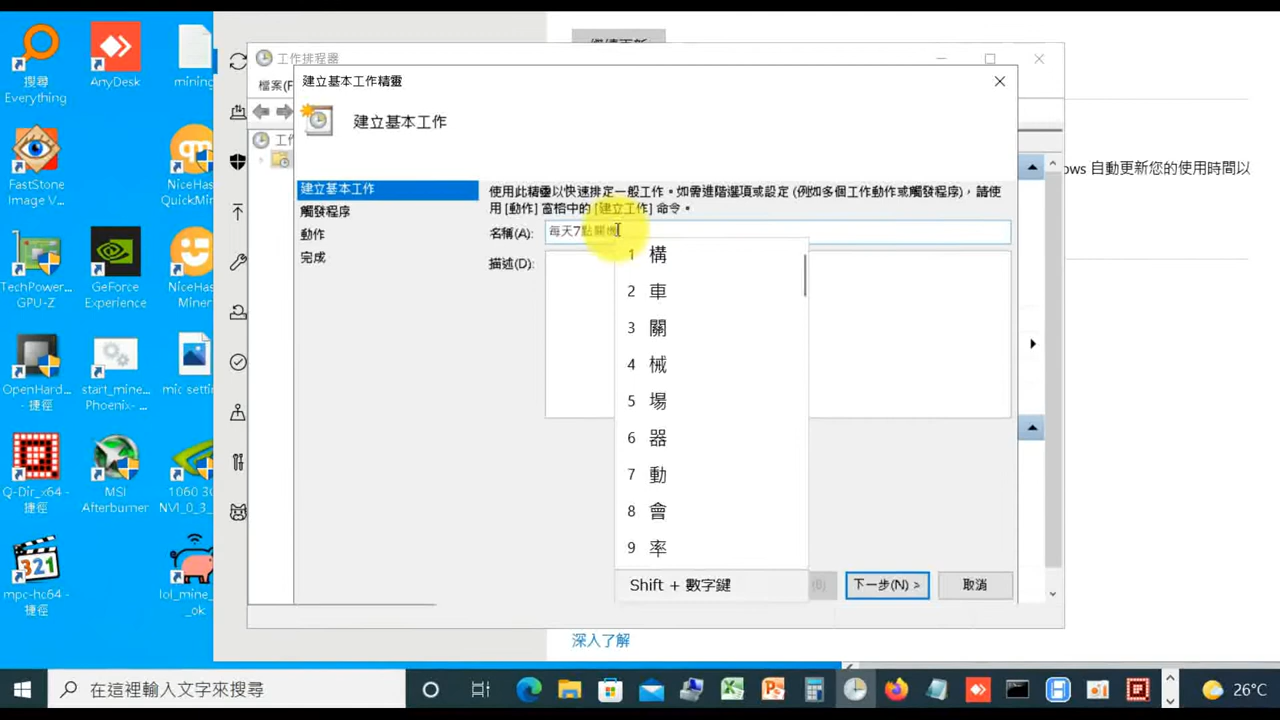 搜尋
Everything
AnyDesk
mining
FastStone
Image V...
NiceHas
QuickMin
TechPower
GPU-Z
GeForce
Experience
NiceHas
Miner
OpenHard...
- 捷徑
start_mine...
Phoenix-...
mic settin
Q-Dir_x64 -
捷徑
MSI
Afterburner
1060 3G
NVI_0_3_
321
mpc-hc64 -
捷徑
lol_mine_
_ok
工作排程器
檔案(F
工作
建立基本工作精靈
建立基本工作
建立基本工作
觸發程序
動作
完成
使用此精靈以快速排定一般工作。如需進階選項或設定 (例如多個工作動作或觸發程序)，請使
用 [動作] 窗格中的 [建立工作] 命令。
名稱(A):
每天7點關機
描述(D):
1 構
2 車
3 關
4 械
5 場
6 器
7 動
8 會
9 率
Shift + 數字鍵
(B)
下一步(N) >
取消
ows 自動更新您的使用時間以
深入了解
在這裡輸入文字來搜尋
26°C